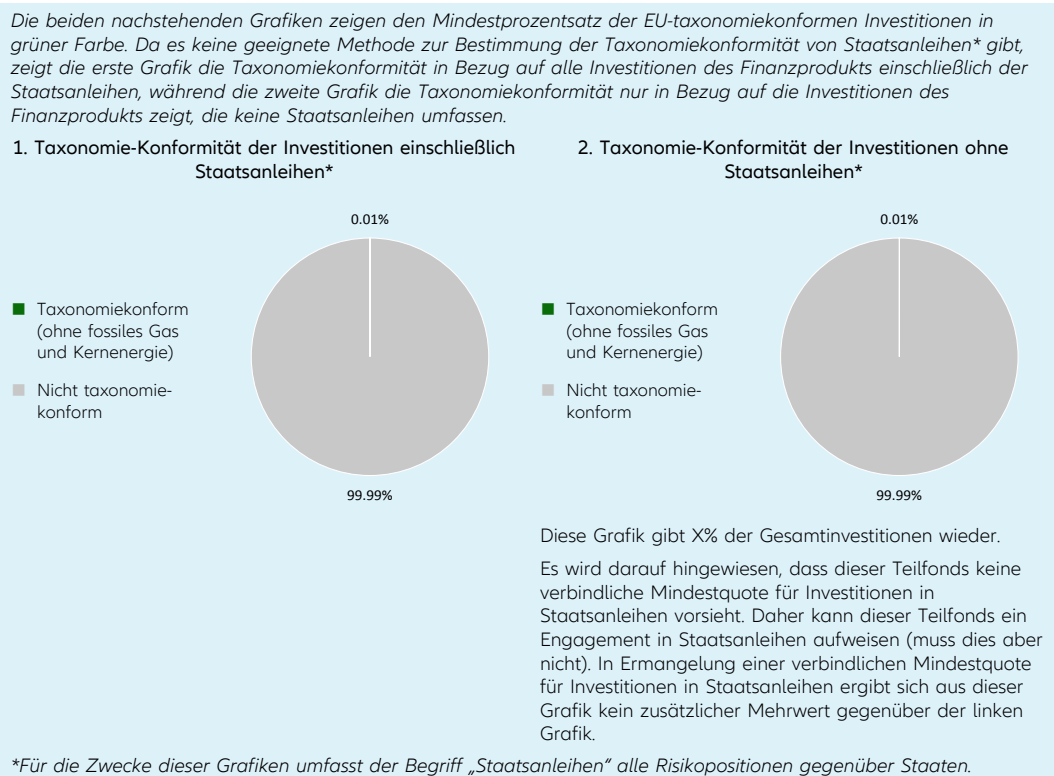 Die beiden nachstehenden Grafiken zeigen den Mindestprozentsatz der EU-taxonomiekonformen Investitionen in
grüner Farbe. Da es keine geeignete Methode zur Bestimmung der Taxonomiekonformität von Staatsanleihen* gibt,
zeigt die erste Grafik die Taxonomiekonformität in Bezug auf alle Investitionen des Finanzprodukts einschließlich der
Staatsanleihen, während die zweite Grafik die Taxonomiekonformität nur in Bezug auf die Investitionen des
Finanzprodukts zeigt, die keine Staatsanleihen umfassen.
1. Taxonomie-Konformität der Investitionen einschließlich
Staatsanleihen*
0.01%
Taxonomiekonform
(ohne fossiles Gas
und Kernenergie)
Nicht taxonomie-
konform
99.99%
2. Taxonomie-Konformität der Investitionen ohne
Staatsanleihen*
0.01%
Taxonomiekonform
(ohne fossiles Gas
und Kernenergie)
Nicht taxonomie-
konform
99.99%
Diese Grafik gibt X% der Gesamtinvestitionen wieder.
Es wird darauf hingewiesen, dass dieser Teilfonds keine
verbindliche Mindestquote für Investitionen in
Staatsanleihen vorsieht. Daher kann dieser Teilfonds ein
Engagement in Staatsanleihen aufweisen (muss dies aber
nicht). In Ermangelung einer verbindlichen Mindestquote
für Investitionen in Staatsanleihen ergibt sich aus dieser
Grafik kein zusätzlicher Mehrwert gegenüber der linken
Grafik.
*Für die Zwecke dieser Grafiken umfasst der Begriff „Staatsanleihen“ alle Risikopositionen gegenüber Staaten.